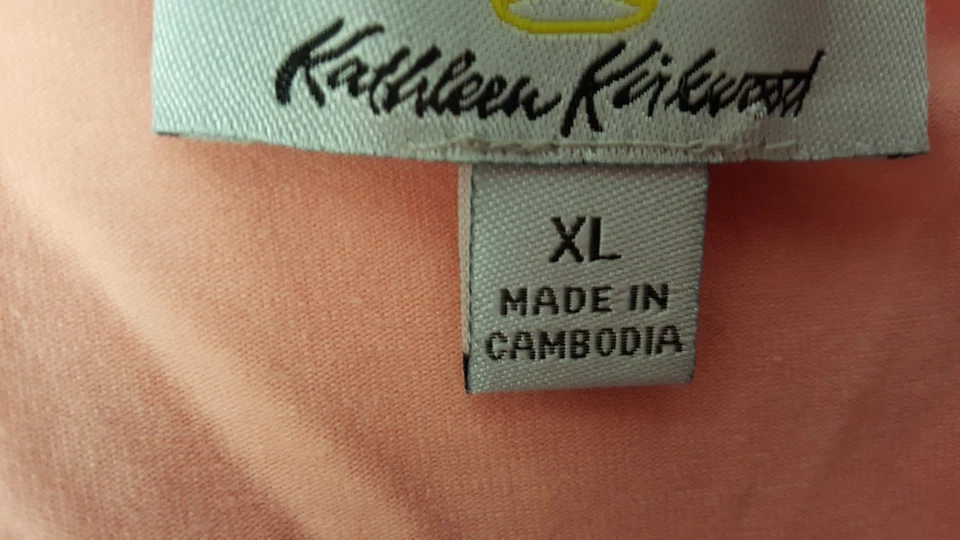 Kathleen Kirkwood
XL
MADE IN
CAMBODIA